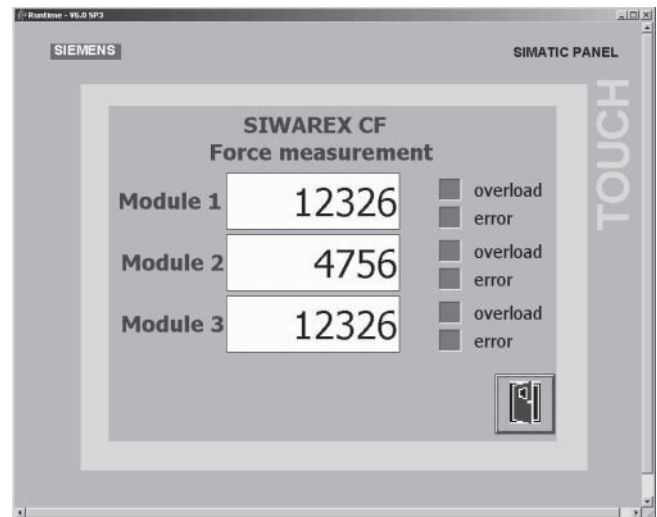 Runtime - V6.0 SP3
SIEMENS
SIMATIC PANEL
TOUCH
SIWAREX CF
Force measurement
Module 1
12326
overload
error
Module 2
4756
overload
error
Module 3
12326
overload
error